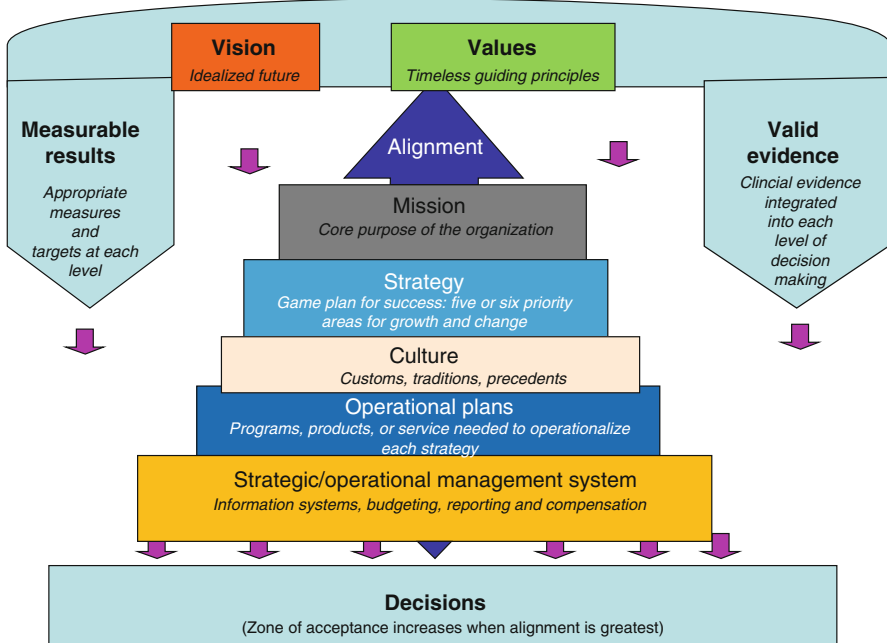 Vision
Idealized future
Values
Timeless guiding principles
Measurable
results
Appropriate
measures
and
targets at each
level
Alignment
Valid
evidence
Clincial evidence
integrated
into each
level of
decision
making
Mission
Core purpose of the organization
Strategy
Game plan for success: five or six priority
areas for growth and change
Culture
Customs, traditions, precedents
Operational plans
Programs, products, or service needed to operationalize
each strategy
Strategic/operational management system
Information systems, budgeting, reporting and compensation
Decisions
(Zone of acceptance increases when alignment is greatest)